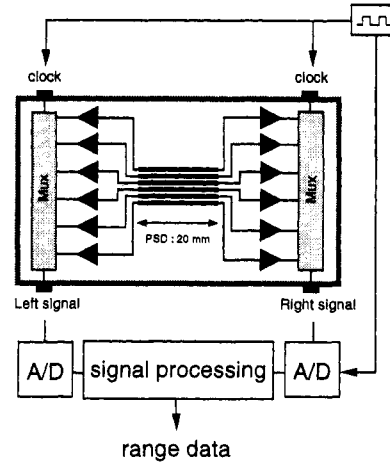 clock clock
Mux Mux
PSD : 20 mm
Left signal Right signal
A/D signal processing A/D
range data